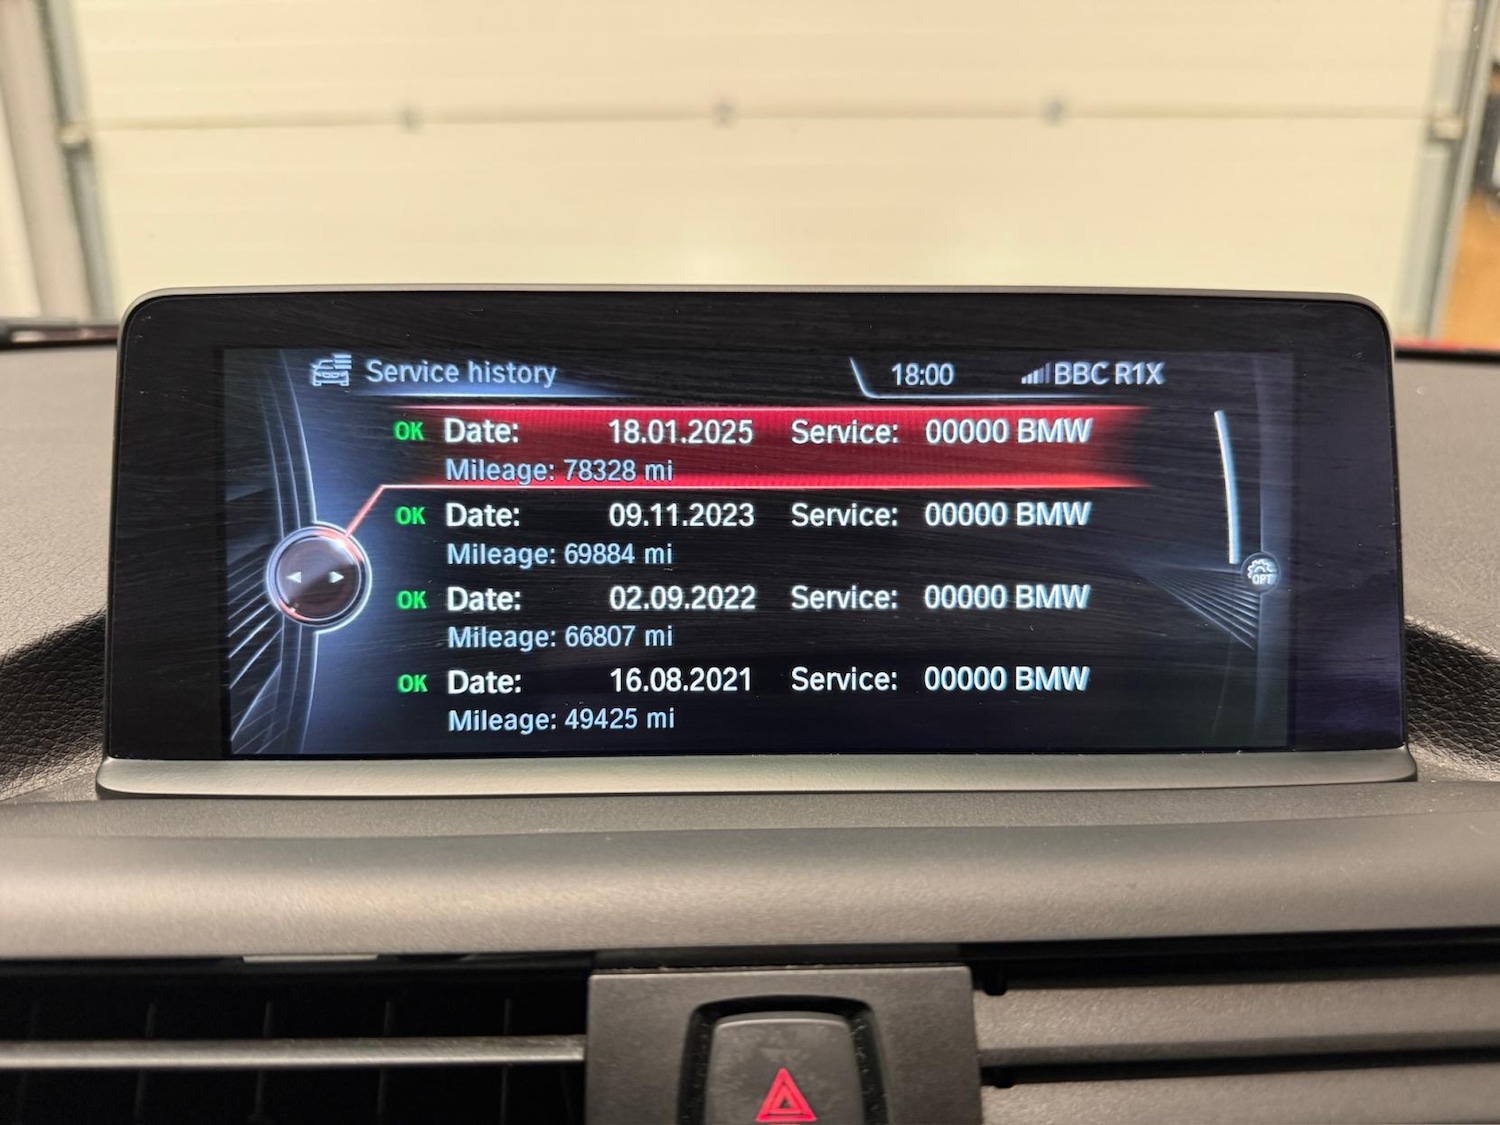 Service history 18:00 BBC R1X
OK Date: 18.01.2025 Service: 00000 BMW
Mileage: 78328 mi
OK Date: 09.11.2023 Service: 00000 BMW
Mileage: 69884 mi
OK Date: 02.09.2022 Service: 00000 BMW
Mileage: 66807 mi
OPT
OK Date: 16.08.2021 Service: 00000 BMW
Mileage: 49425 mi